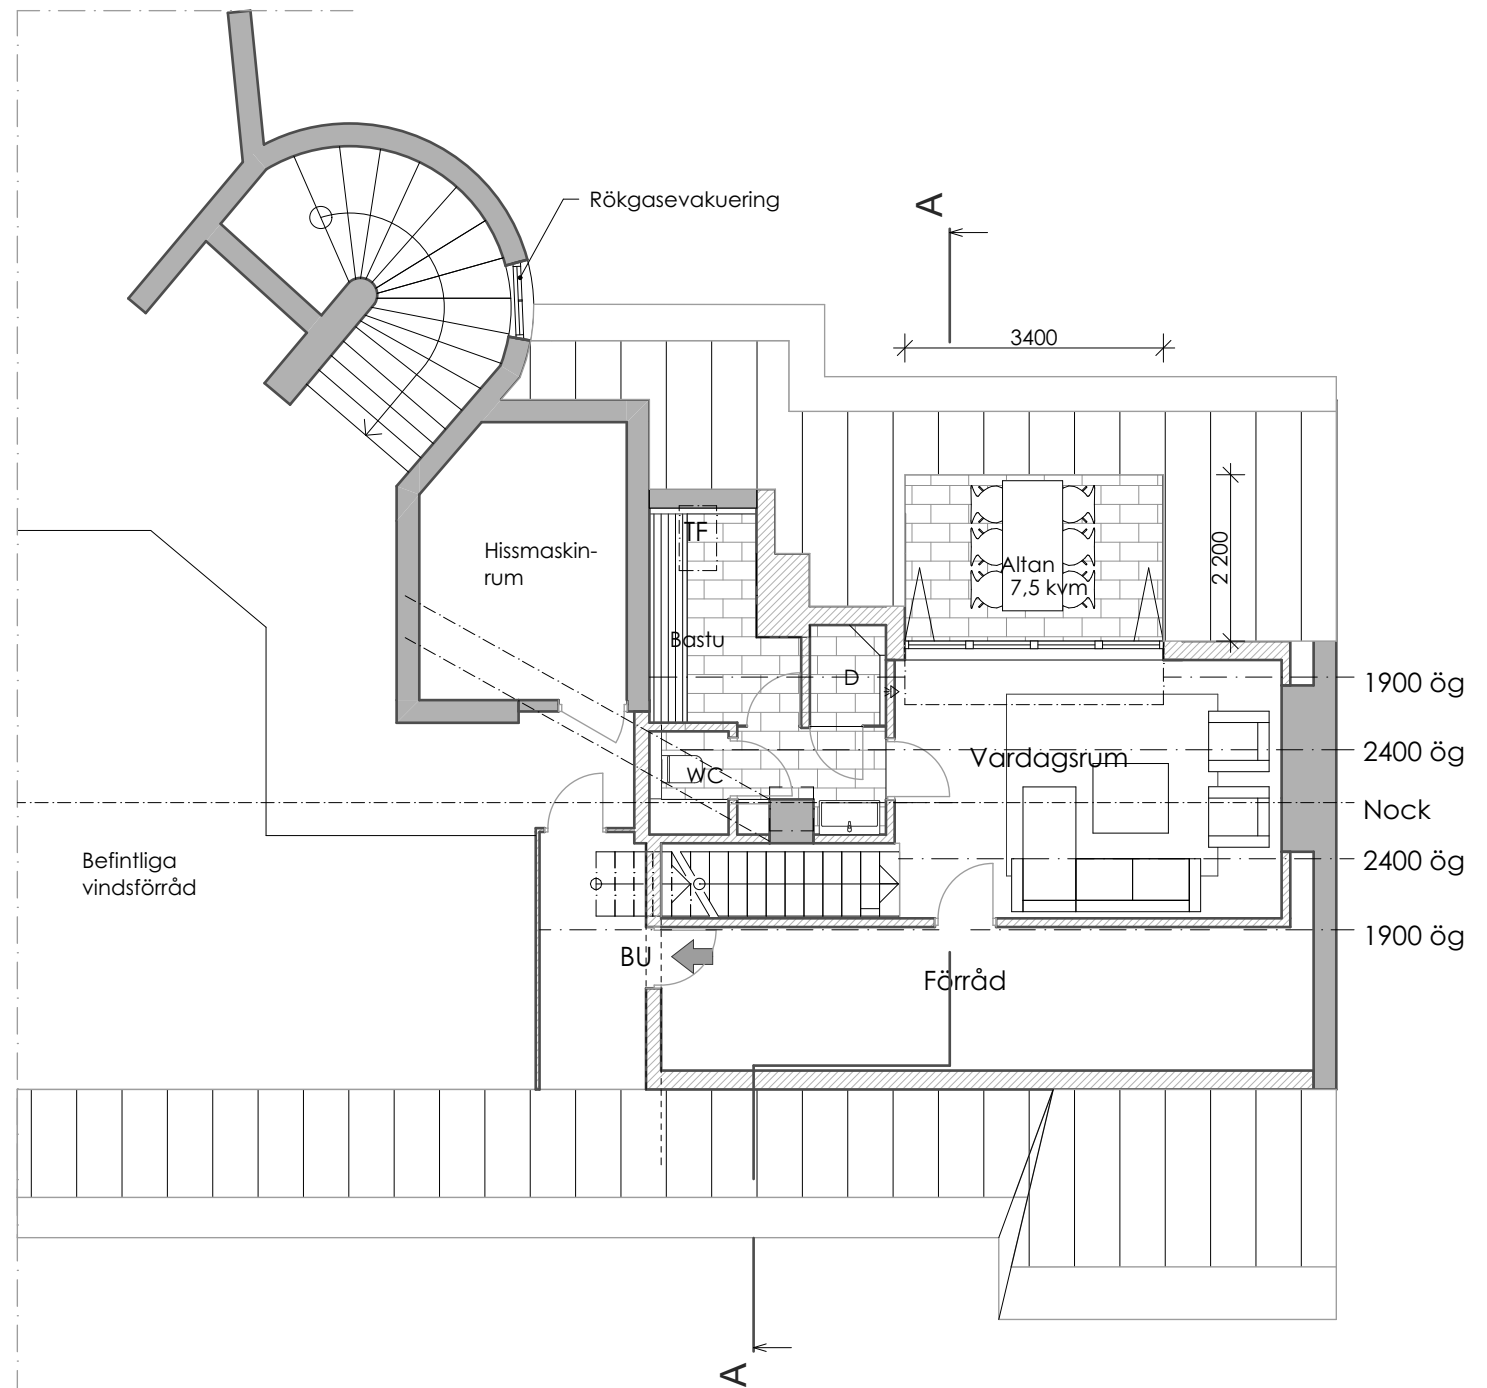 Rökgasevakuering
A
3400
2 200
TF
Hissmaskin-
rum
Altan
7,5 kvm
Bastu
D
1900 ög
WC
Vardagsrum
2400 ög
Nock
Befintliga
vindsförråd
2400 ög
1900 ög
BU
Förråd
A